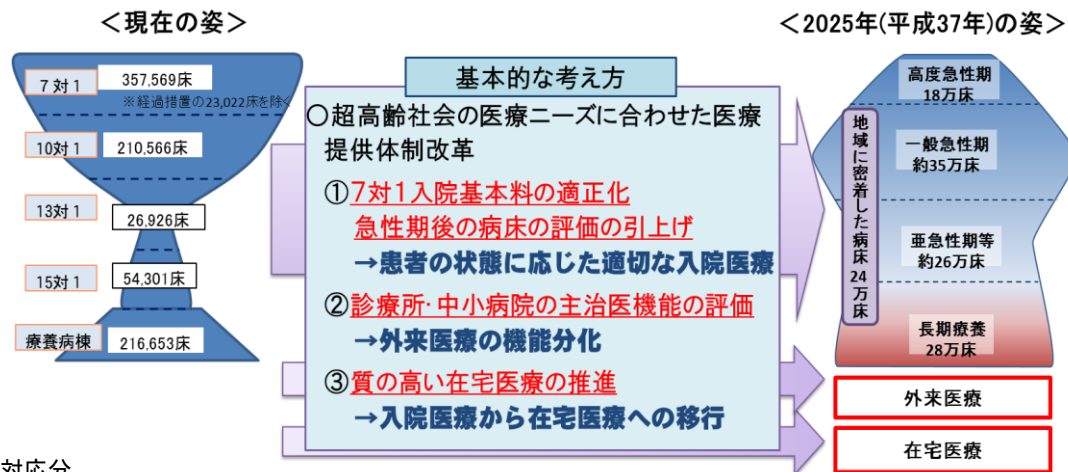 <現在の姿>
7対1
357,569床
※経過措置の23,022床を除く
10対1
210,566床
13対1
26,926床
15対1
54,301床
療養病棟
216,653床
基本的な考え方
○超高齢社会の医療ニーズに合わせた医療
提供体制改革
①7対1入院基本料の適正化
急性期後の病床の評価の引上げ
→患者の状態に応じた適切な入院医療
②診療所・中小病院の主治医機能の評価
→外来医療の機能分化
③質の高い在宅医療の推進
→入院医療から在宅医療への移行
<2025年(平成37年)の姿>
高度急性期
18万床
地域に密着した病床24万床
一般急性期
約35万床
亜急性期等
約26万床
長期療養
28万床
外来医療
在宅医療
対応分